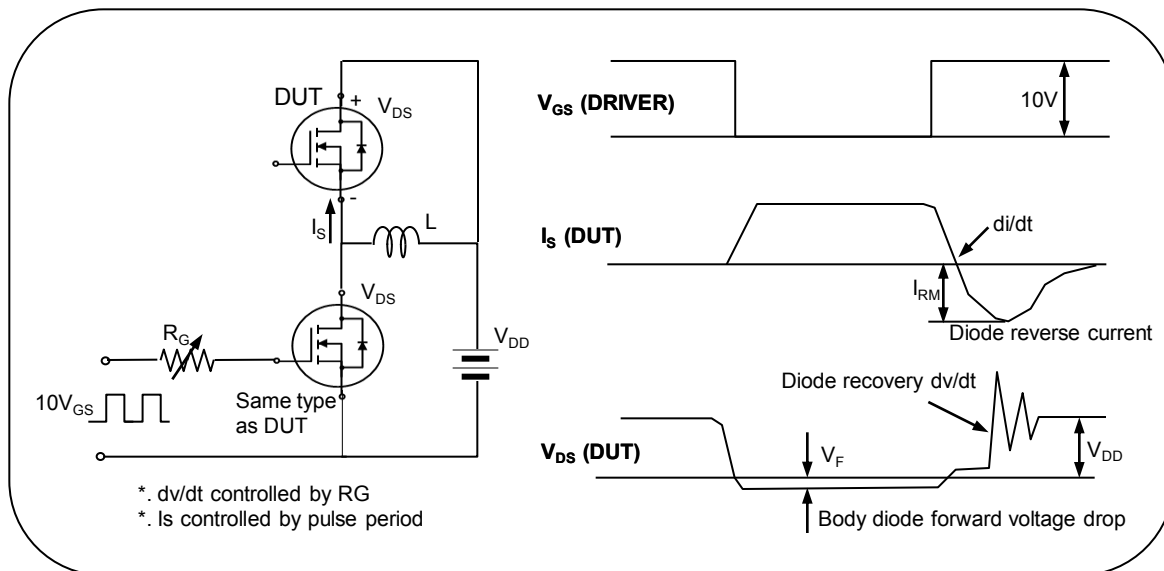 DUT
+
V_DS
-
I_S
L
V_DS
R_G
V_DD
10V_GS
Same type
as DUT
*. dv/dt controlled by RG
*. Is controlled by pulse period
V_GS (DRIVER)
10V
I_S (DUT)
di/dt
I_RM
Diode reverse current
Diode recovery dv/dt
V_DS (DUT)
V_F
V_DD
Body diode forward voltage drop